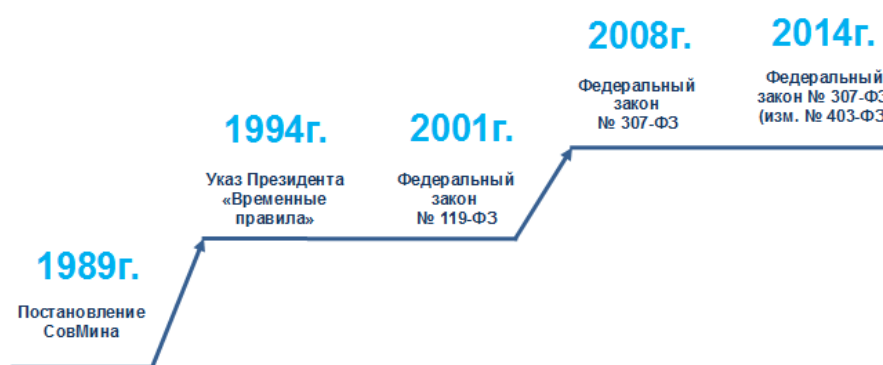 1989г.
Постановление
СовМина
1994г.
Указ Президента
«Временные
правила»
2001г.
Федеральный
закон
№ 119-ФЗ
2008г.
Федеральный
закон
№ 307-ФЗ
2014г.
Федеральный
закон № 307-ФЗ
(изм. № 403-ФЗ